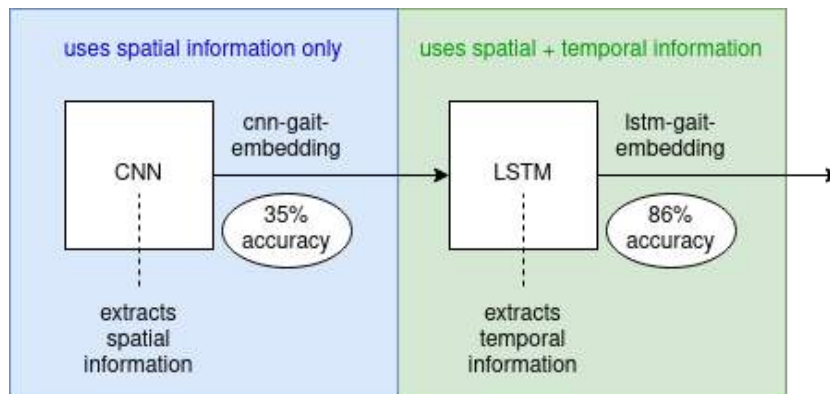 uses spatial information only
uses spatial + temporal information
cnn-gait-
embedding
lstm-gait-
embedding
CNN
LSTM
35%
accuracy
86%
accuracy
extracts
spatial
information
extracts
temporal
information